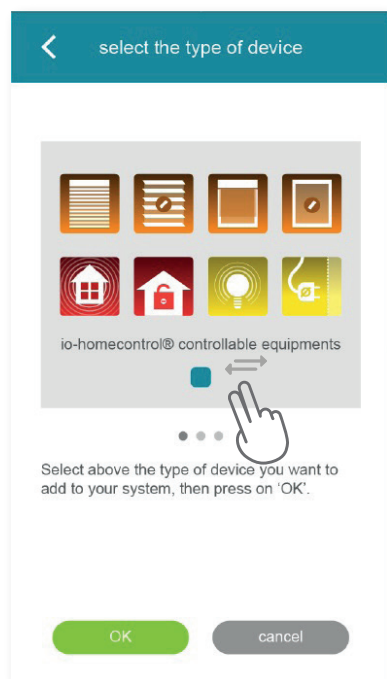 select the type of device
io-homecontrol® controllable equipments
Select above the type of device you want to
add to your system, then press on ‘OK’.
OK
cancel